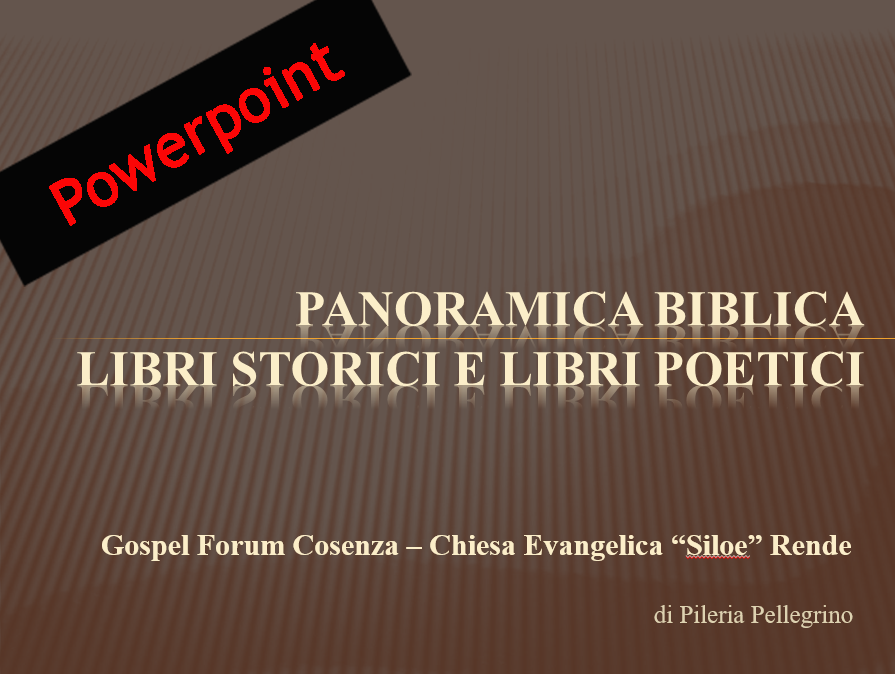 Powerpoint
PANORAMICA BIBLICA
LIBRI STORICI E LIBRI POETICI
Gospel Forum Cosenza – Chiesa Evangelica “Siloe” Rende
di Pileria Pellegrino